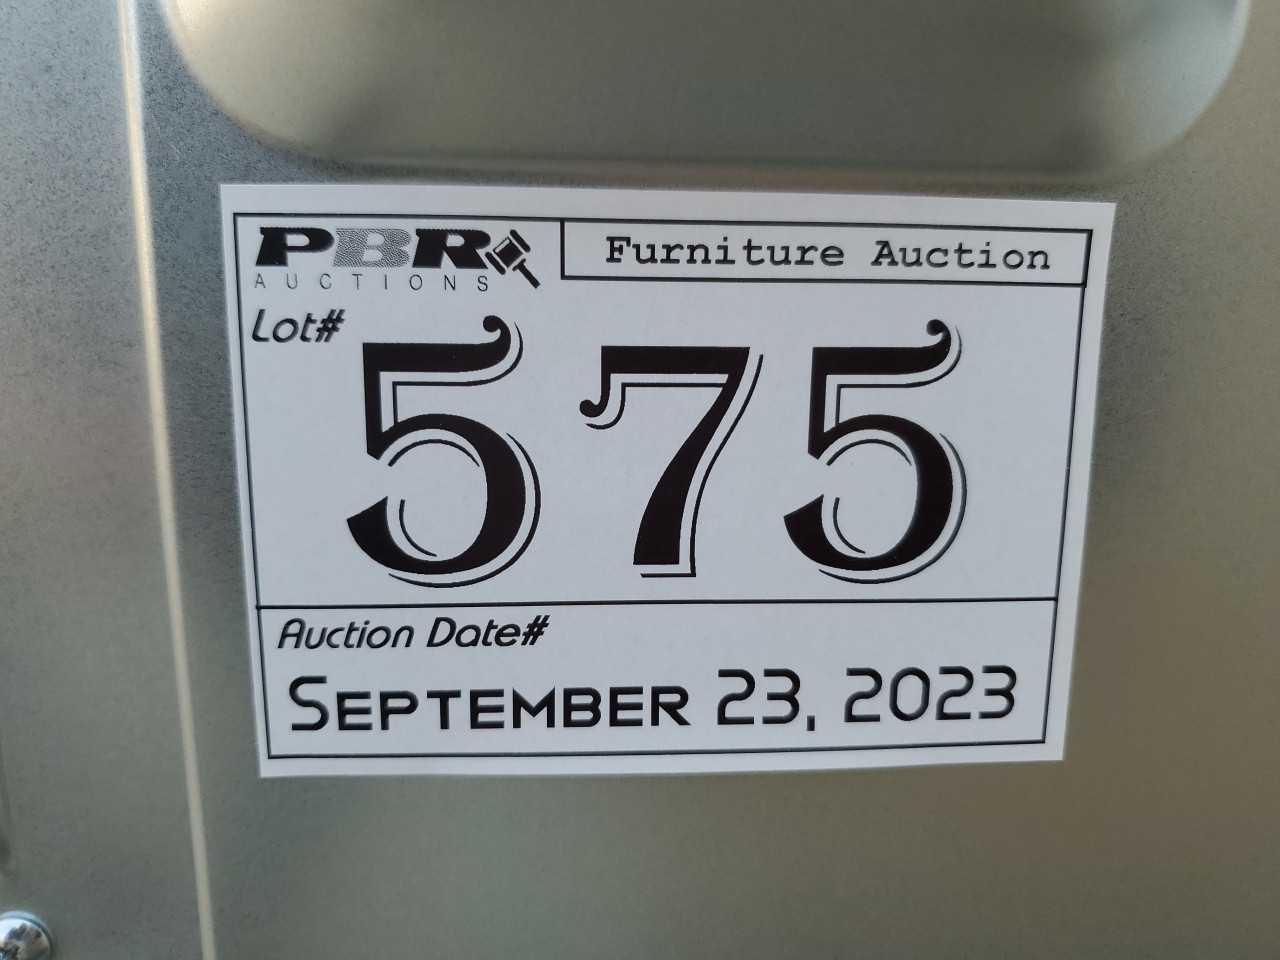 PBR
AUCTIONS
Furniture Auction
Lot#
575
Auction Date#
September 23, 2023